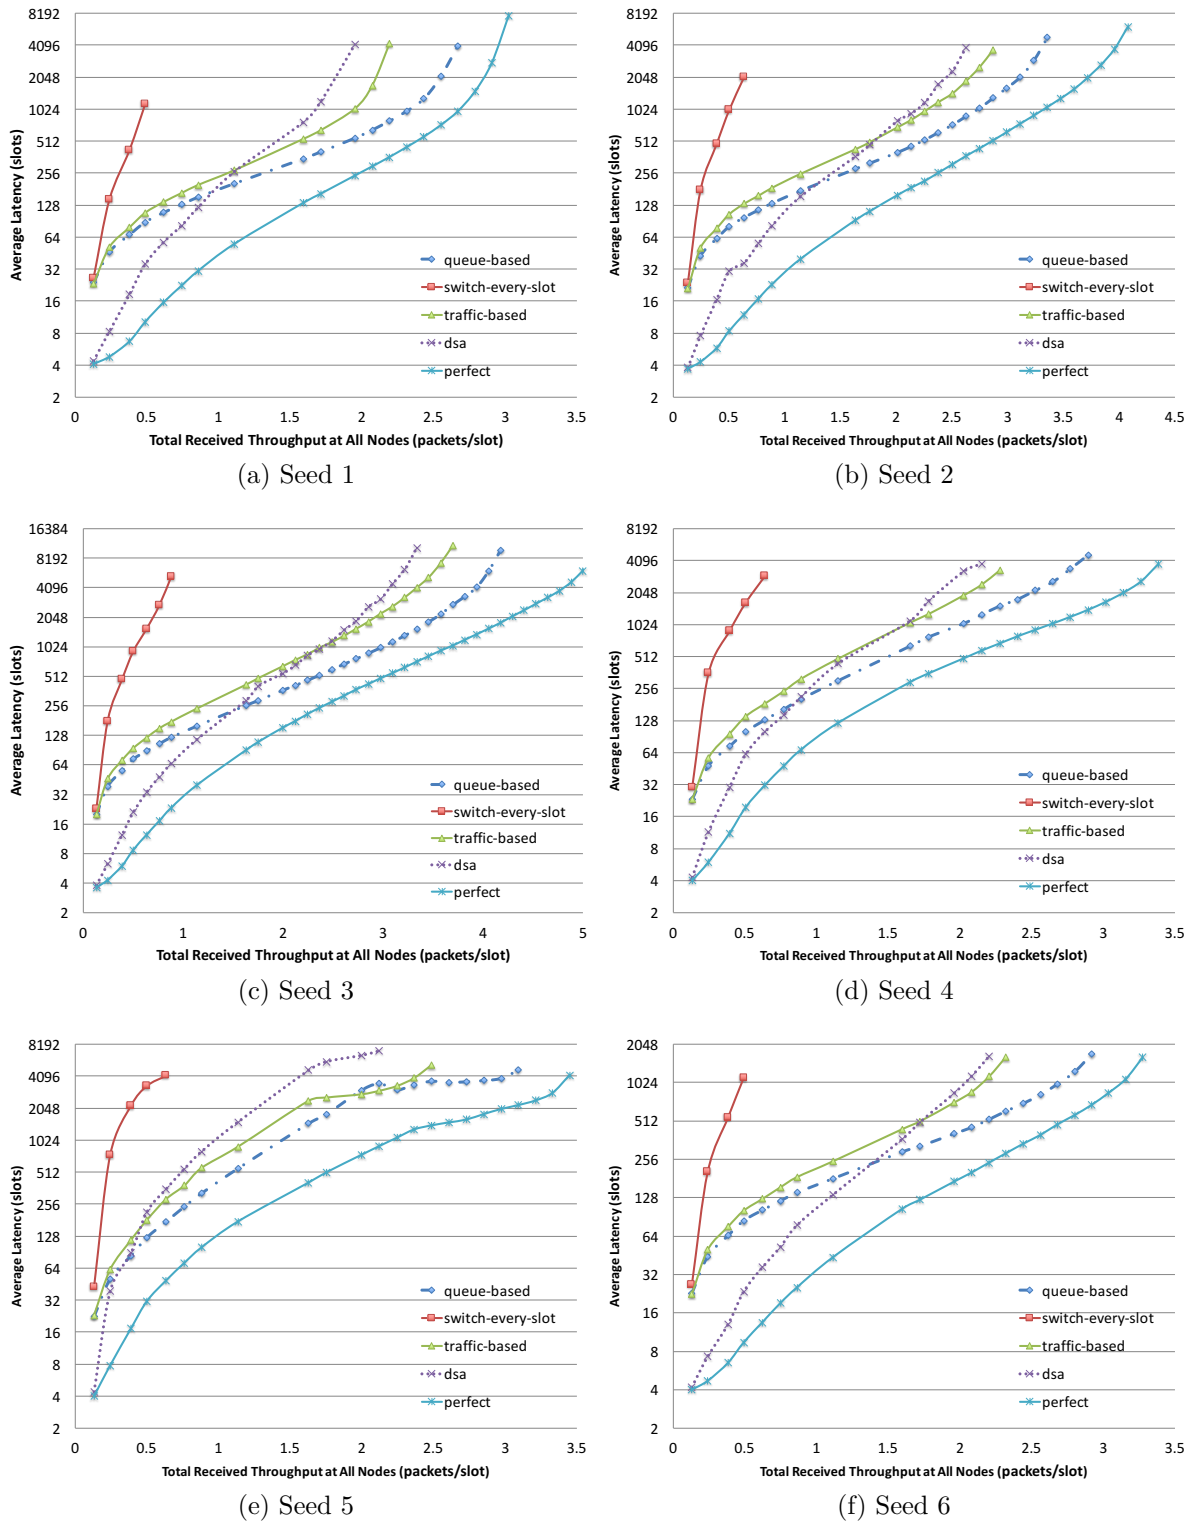 8192
4096
2048
1024
512
256
128
64
32
16
8
4
2
Average Latency (slots)
queue-based
switch-every-slot
traffic-based
dsa
perfect
0 0.5 1 1.5 2 2.5 3 3.5
Total Received Throughput at All Nodes (packets/slot)
(a) Seed 1
8192
4096
2048
1024
512
256
128
64
32
16
8
4
2
Average Latency (slots)
queue-based
switch-every-slot
traffic-based
dsa
perfect
0 0.5 1 1.5 2 2.5 3 3.5 4 4.5
Total Received Throughput at All Nodes (packets/slot)
(b) Seed 2
16384
8192
4096
2048
1024
512
256
128
64
32
16
8
4
2
Average Latency (slots)
queue-based
switch-every-slot
traffic-based
dsa
perfect
0 1 2 3 4 5
Total Received Throughput at All Nodes (packets/slot)
(c) Seed 3
8192
4096
2048
1024
512
256
128
64
32
16
8
4
2
Average Latency (slots)
queue-based
switch-every-slot
traffic-based
dsa
perfect
0 0.5 1 1.5 2 2.5 3 3.5
Total Received Throughput at All Nodes (packets/slot)
(d) Seed 4
8192
4096
2048
1024
512
256
128
64
32
16
8
4
2
Average Latency (slots)
queue-based
switch-every-slot
traffic-based
dsa
perfect
0 0.5 1 1.5 2 2.5 3 3.5
Total Received Throughput at All Nodes (packets/slot)
(e) Seed 5
2048
1024
512
256
128
64
32
16
8
4
2
Average Latency (slots)
queue-based
switch-every-slot
traffic-based
dsa
perfect
0 0.5 1 1.5 2 2.5 3 3.5
Total Received Throughput at All Nodes (packets/slot)
(f) Seed 6